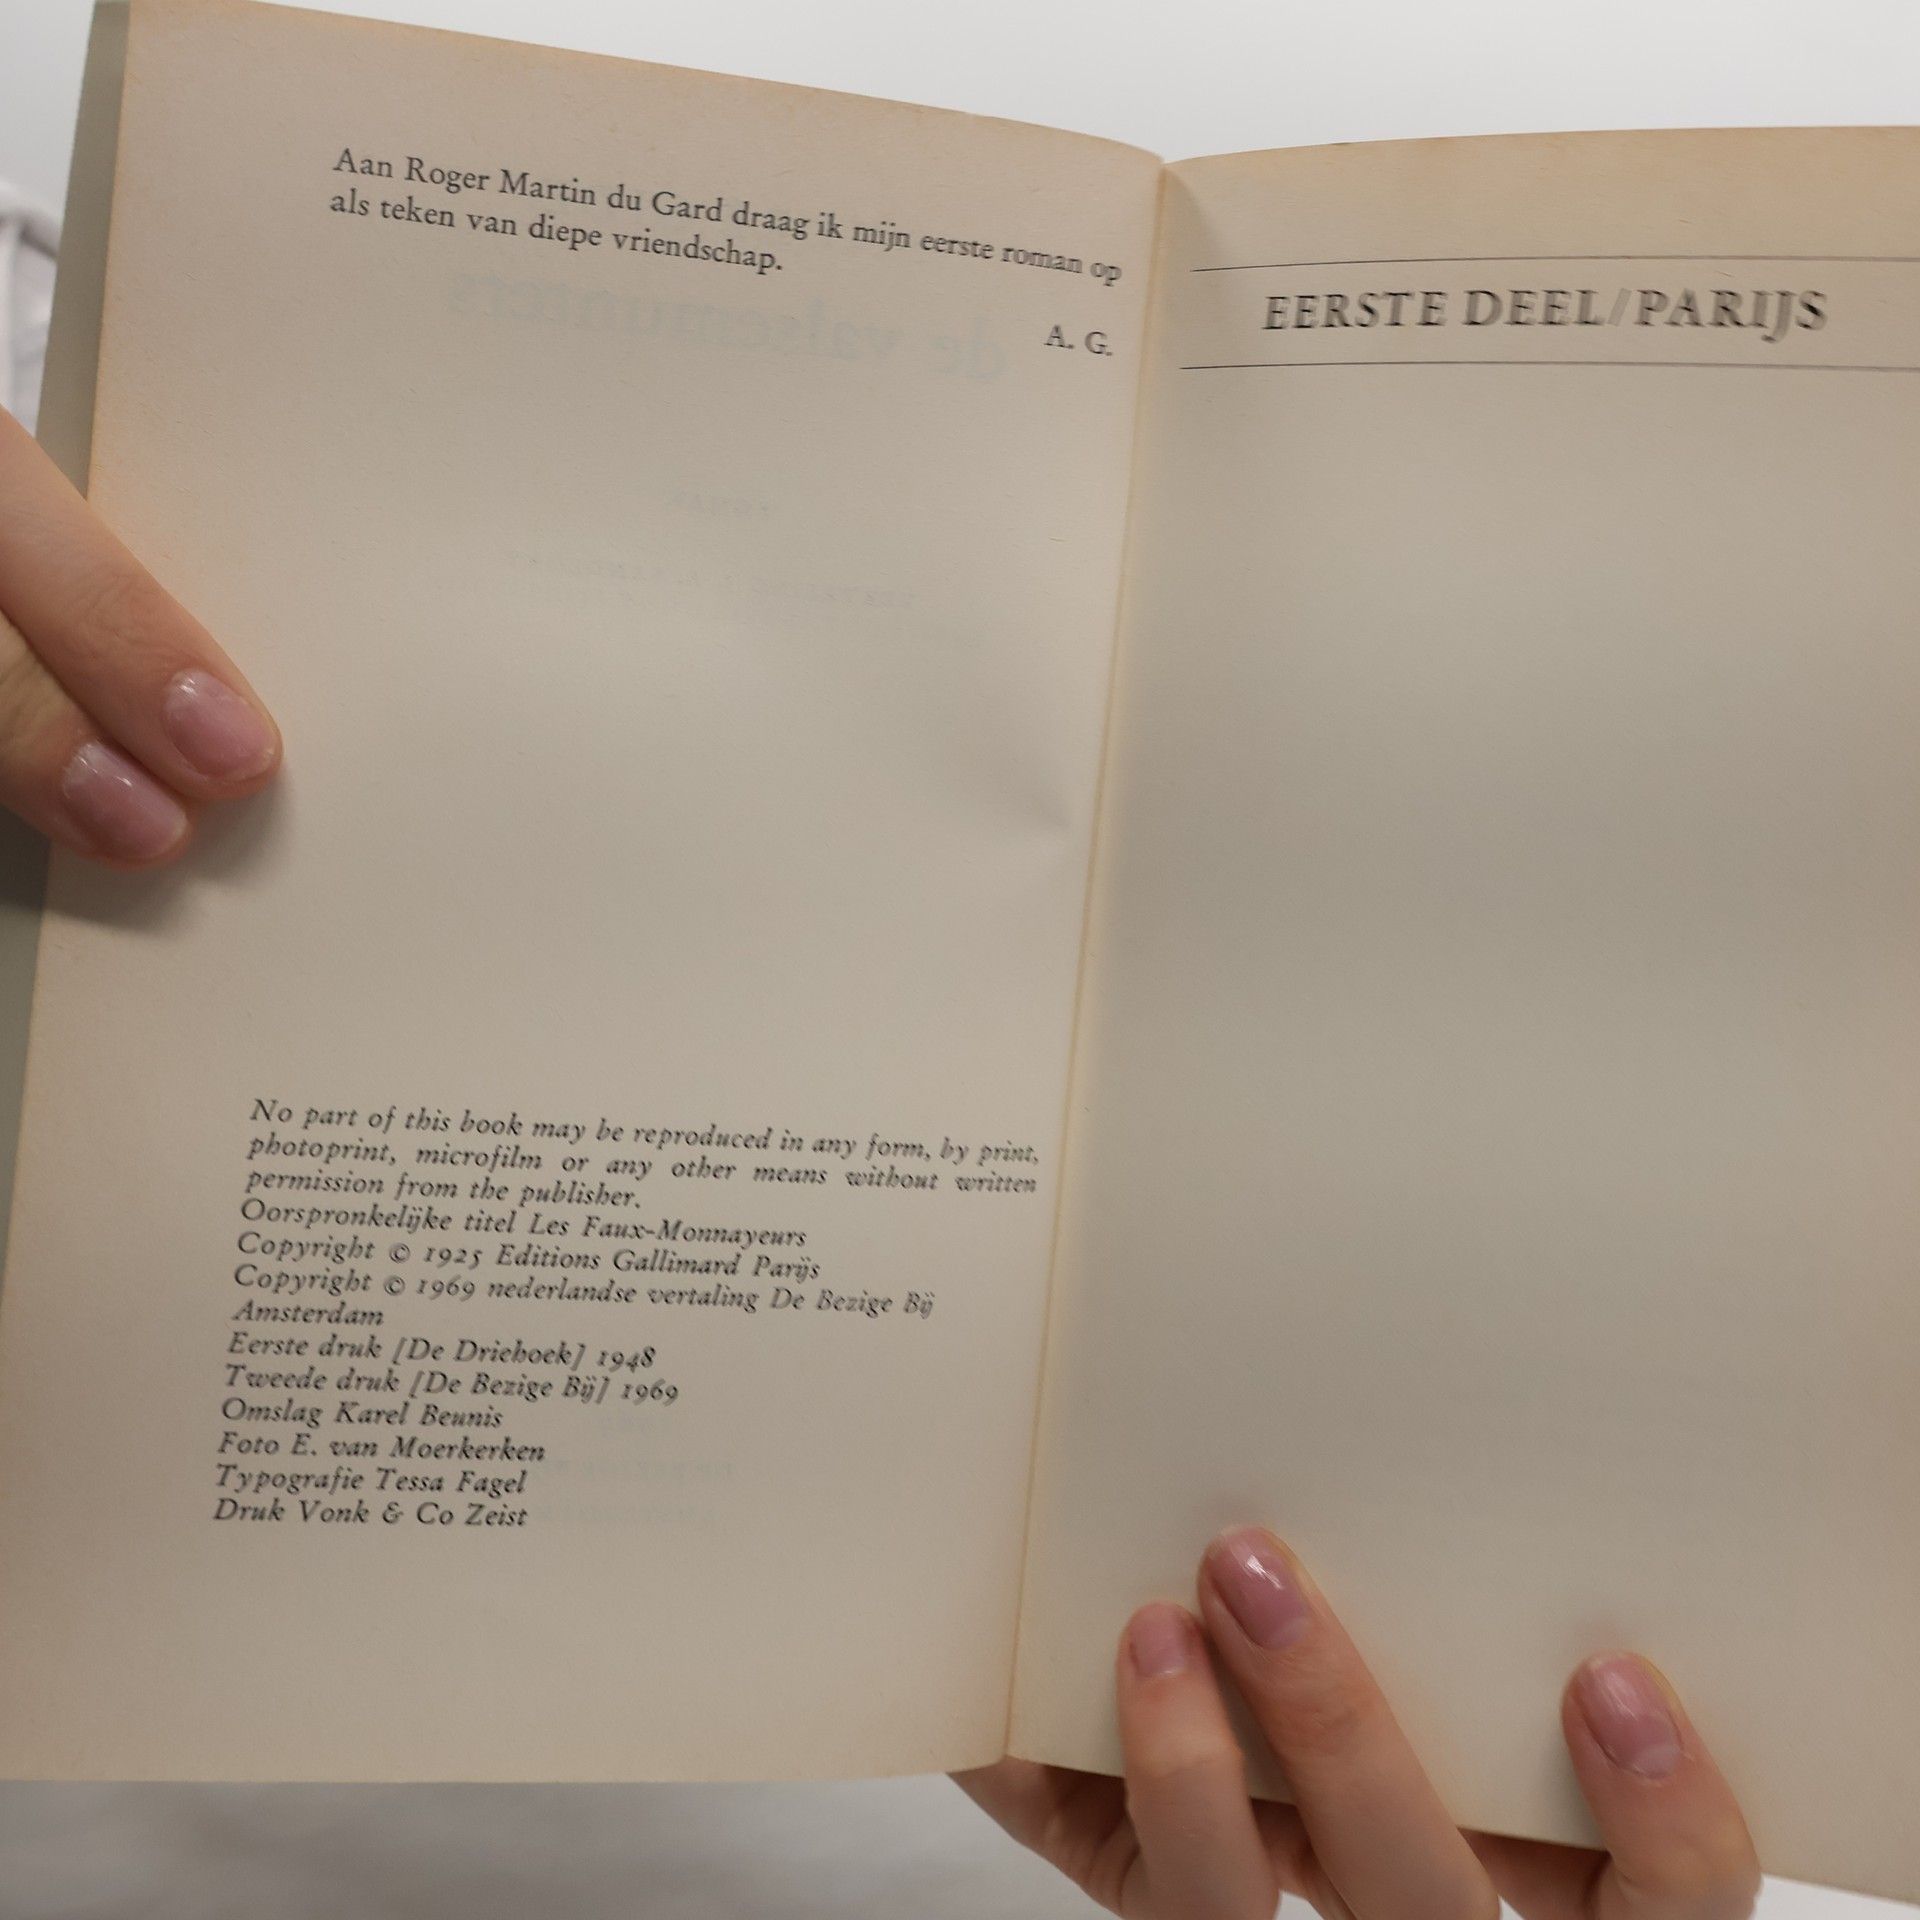 Aan Roger Martin du Gard draag ik mijn eerste roman op
als teken van diepe vriendschap.
A. G.
No part of this book may be reproduced in any form, by print,
photoprint, microfilm or any other means without written
permission from the publisher.
Oorspronkelijke titel Les Faux-Monnayeurs
Copyright © 1925 Editions Gallimard Parijs
Copyright © 1969 nederlandse vertaling De Bezige Bij
Amsterdam
Eerste druk [De Driehoek] 1948
Tweede druk [De Bezige Bij] 1969
Omslag Karel Beunis
Foto E. van Moerkerken
Typografie Tessa Fagel
Druk Vonk & Co Zeist
EERSTE DEEL/PARIJS